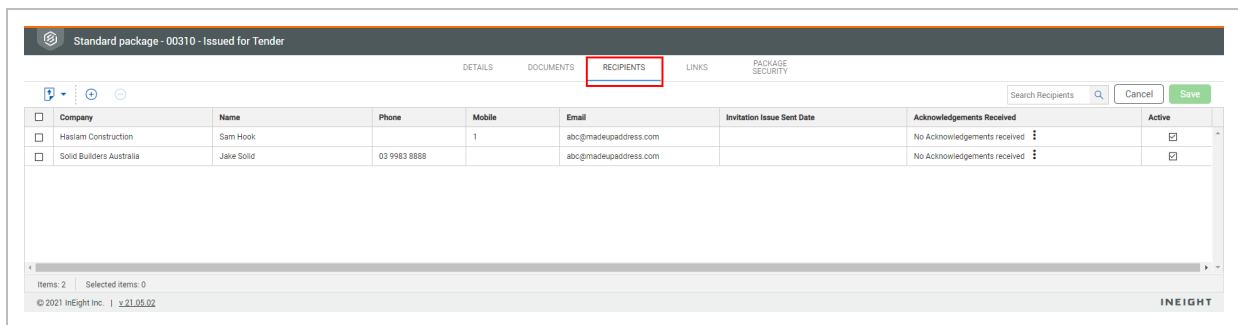 Standard package - 00310 - Issued for Tender
DETAILS DOCUMENTS RECIPIENTS LINKS PACKAGE SECURITY
Search Recipients Cancel Save
Company Name Phone Mobile Email Invitation Issue Sent Date Acknowledgements Received Active
Haslam Construction Sam Hook 1 abc@madeupaddress.com No Acknowledgements received
Solid Builders Australia Jake Solid 03 9983 8888 abc@madeupaddress.com No Acknowledgements received
Items: 2 Selected items: 0
© 2021 InEight Inc. | v 21.05.02 INEIGHT